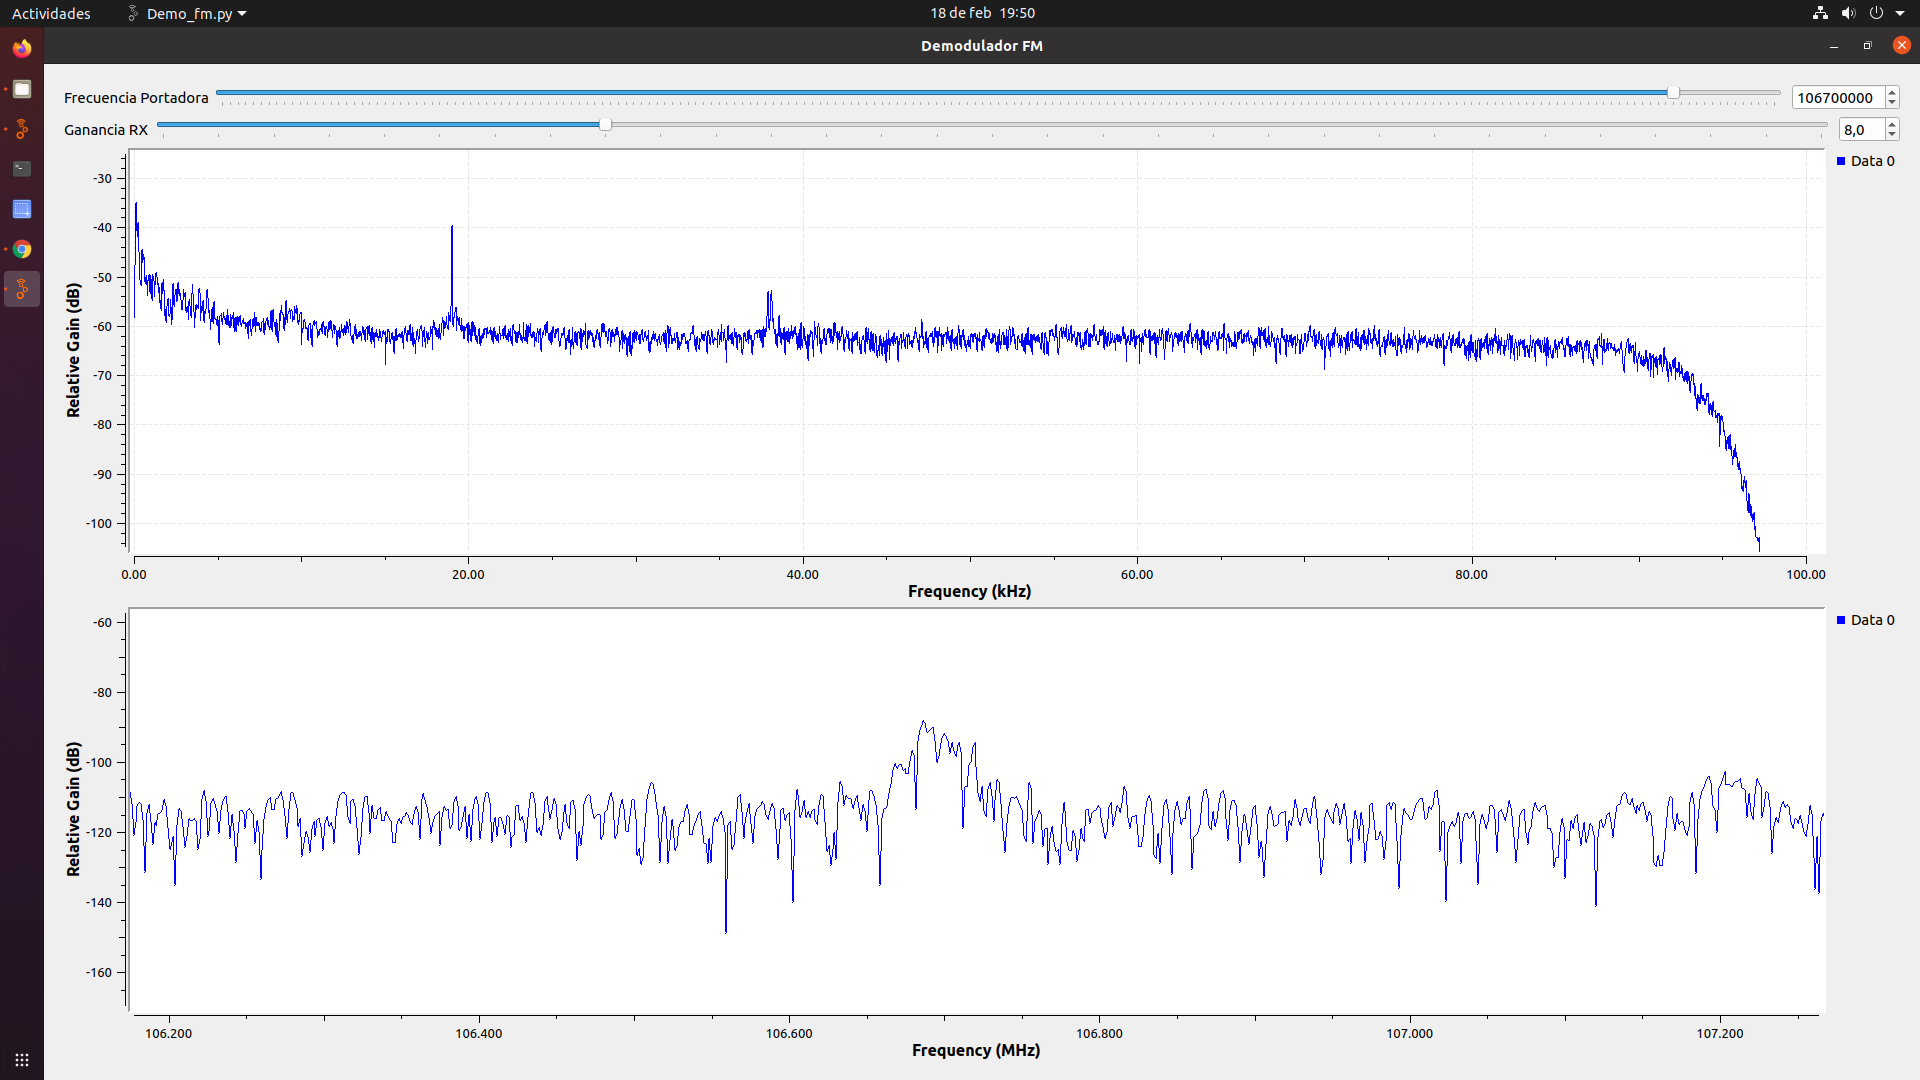 Actividades Demo_fm.py 18 de feb 19:50
Demodulador FM
Frecuencia Portadora 106700000
Ganancia RX 8,0
Data 0
-30
-40
-50
-60
-70
-80
-90
-100
Relative Gain (dB)
0.00 20.00 40.00 60.00 80.00 100.00
Frequency (kHz)
Data 0
-60
-80
-100
-120
-140
-160
Relative Gain (dB)
106.200 106.400 106.600 106.800 107.000 107.200
Frequency (MHz)